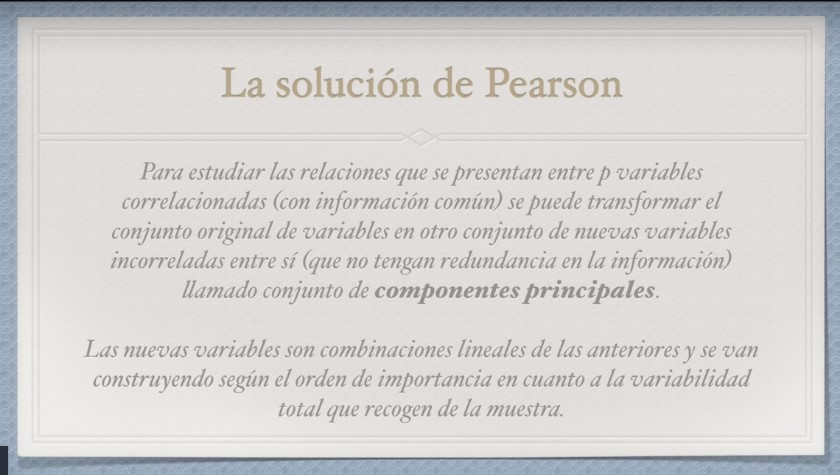 La solución de Pearson
Para estudiar las relaciones que se presentan entre p variables
correlacionadas (con información común) se puede transformar el
conjunto original de variables en otro conjunto de nuevas variables
incorreladas entre sí (que no tengan redundancia en la información)
llamado conjunto de componentes principales.
Las nuevas variables son combinaciones lineales de las anteriores y se van
construyendo según el orden de importancia en cuanto a la variabilidad
total que recogen de la muestra.